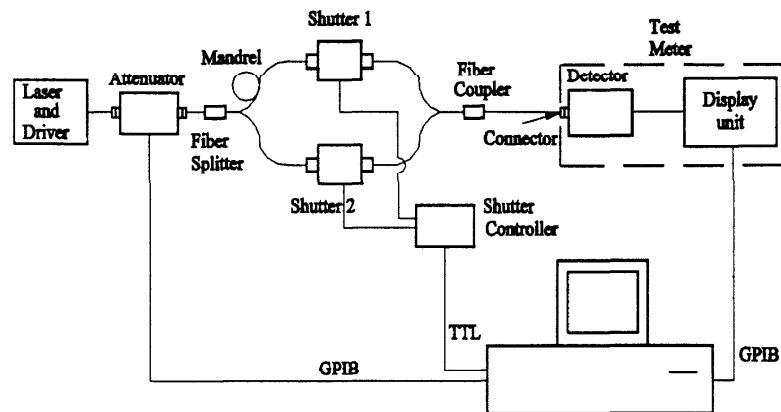 Shutter 1
Test
Meter
Mandrel
Attenuator
Fiber
Coupler
Detector
Laser
and
Driver
Display
unit
Connector
Fiber
Splitter
Shutter 2
Shutter
Controller
TTL
GPIB
GPIB